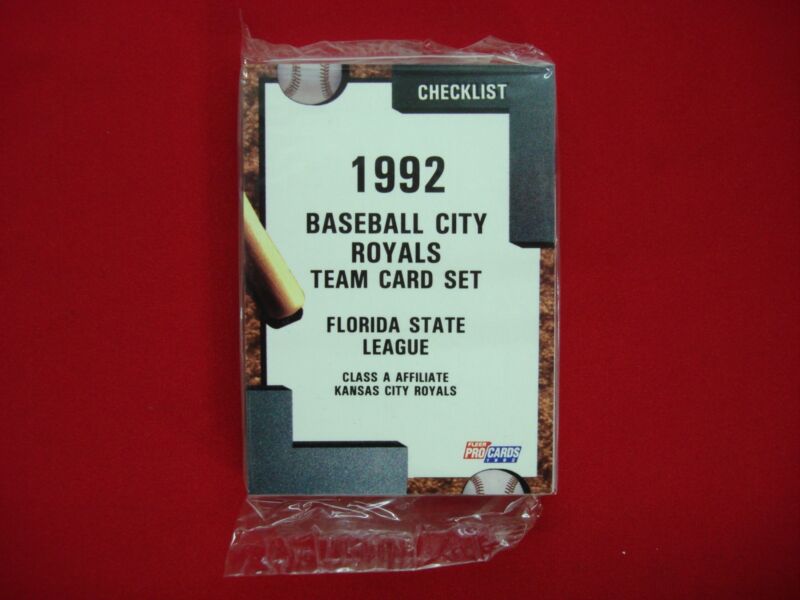 CHECKLIST
1992
BASEBALL CITY
ROYALS
TEAM CARD SET
FLORIDA STATE
LEAGUE
CLASS A AFFILIATE
KANSAS CITY ROYALS
FLEER
PRO CARDS
1992